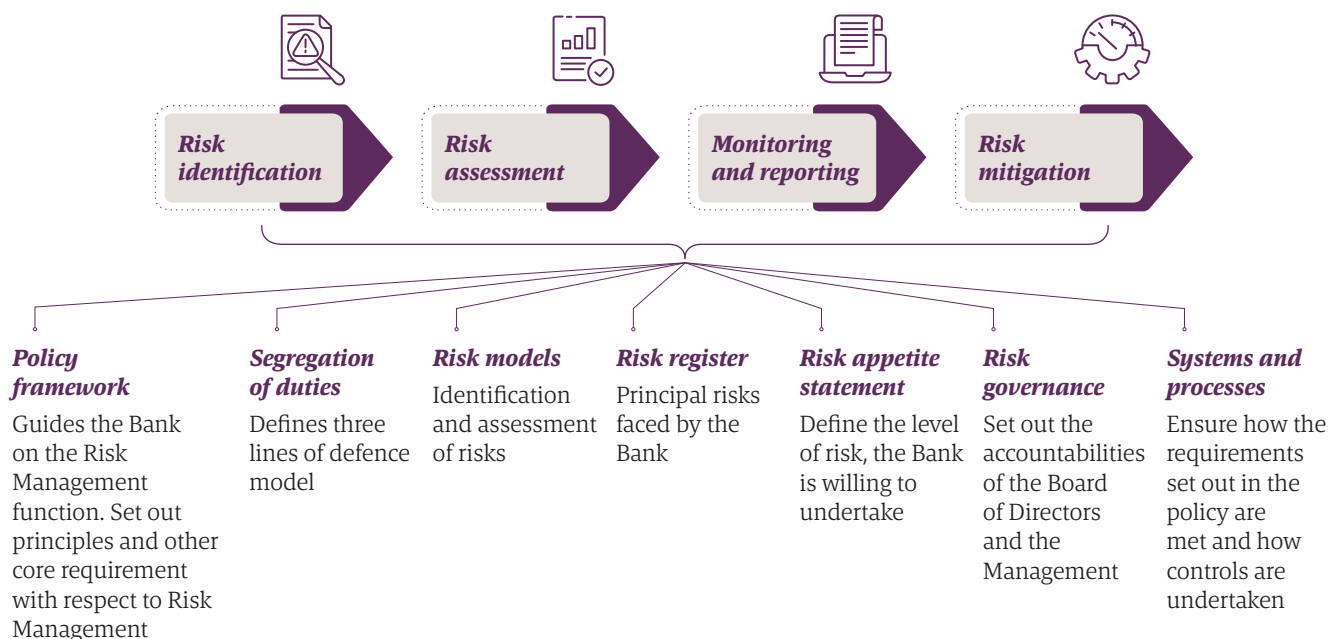 Risk
identification
Risk
assessment
Monitoring
and reporting
Risk
mitigation
Policy
framework
Guides the Bank
on the Risk
Management
function. Set out
principles and other
core requirement
with respect to Risk
Management
Segregation
of duties
Defines three
lines of defence
model
Risk models
Identification
and assessment
of risks
Risk register
Principal risks
faced by the
Bank
Risk appetite
statement
Define the level
of risk, the Bank
is willing to
undertake
Risk
governance
Set out the
accountabilities
of the Board
of Directors
and the
Management
Systems and
processes
Ensure how the
requirements
set out in the
policy are
met and how
controls are
undertaken